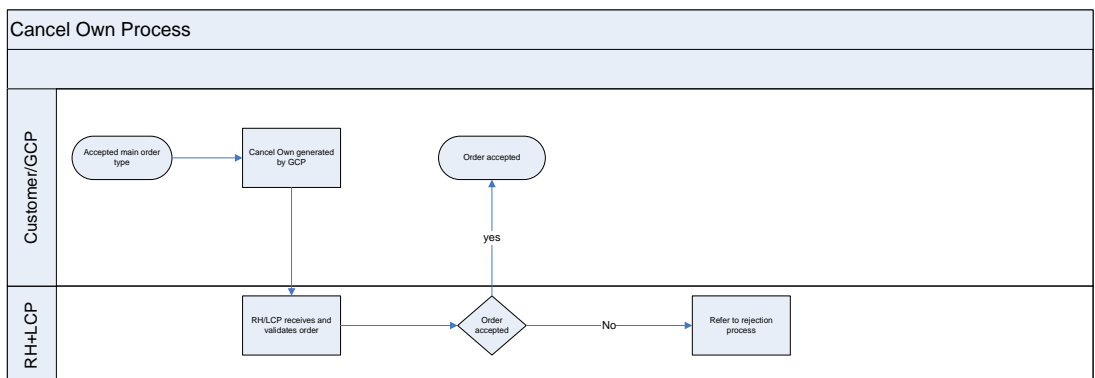 Cancel Own Process
Customer/GCP
Accepted main order
type
Cancel Own generated
by GCP
Order accepted
yes
RH+LCP
RH/LCP receives and
validates order
Order
accepted
No
Refer to rejection
process